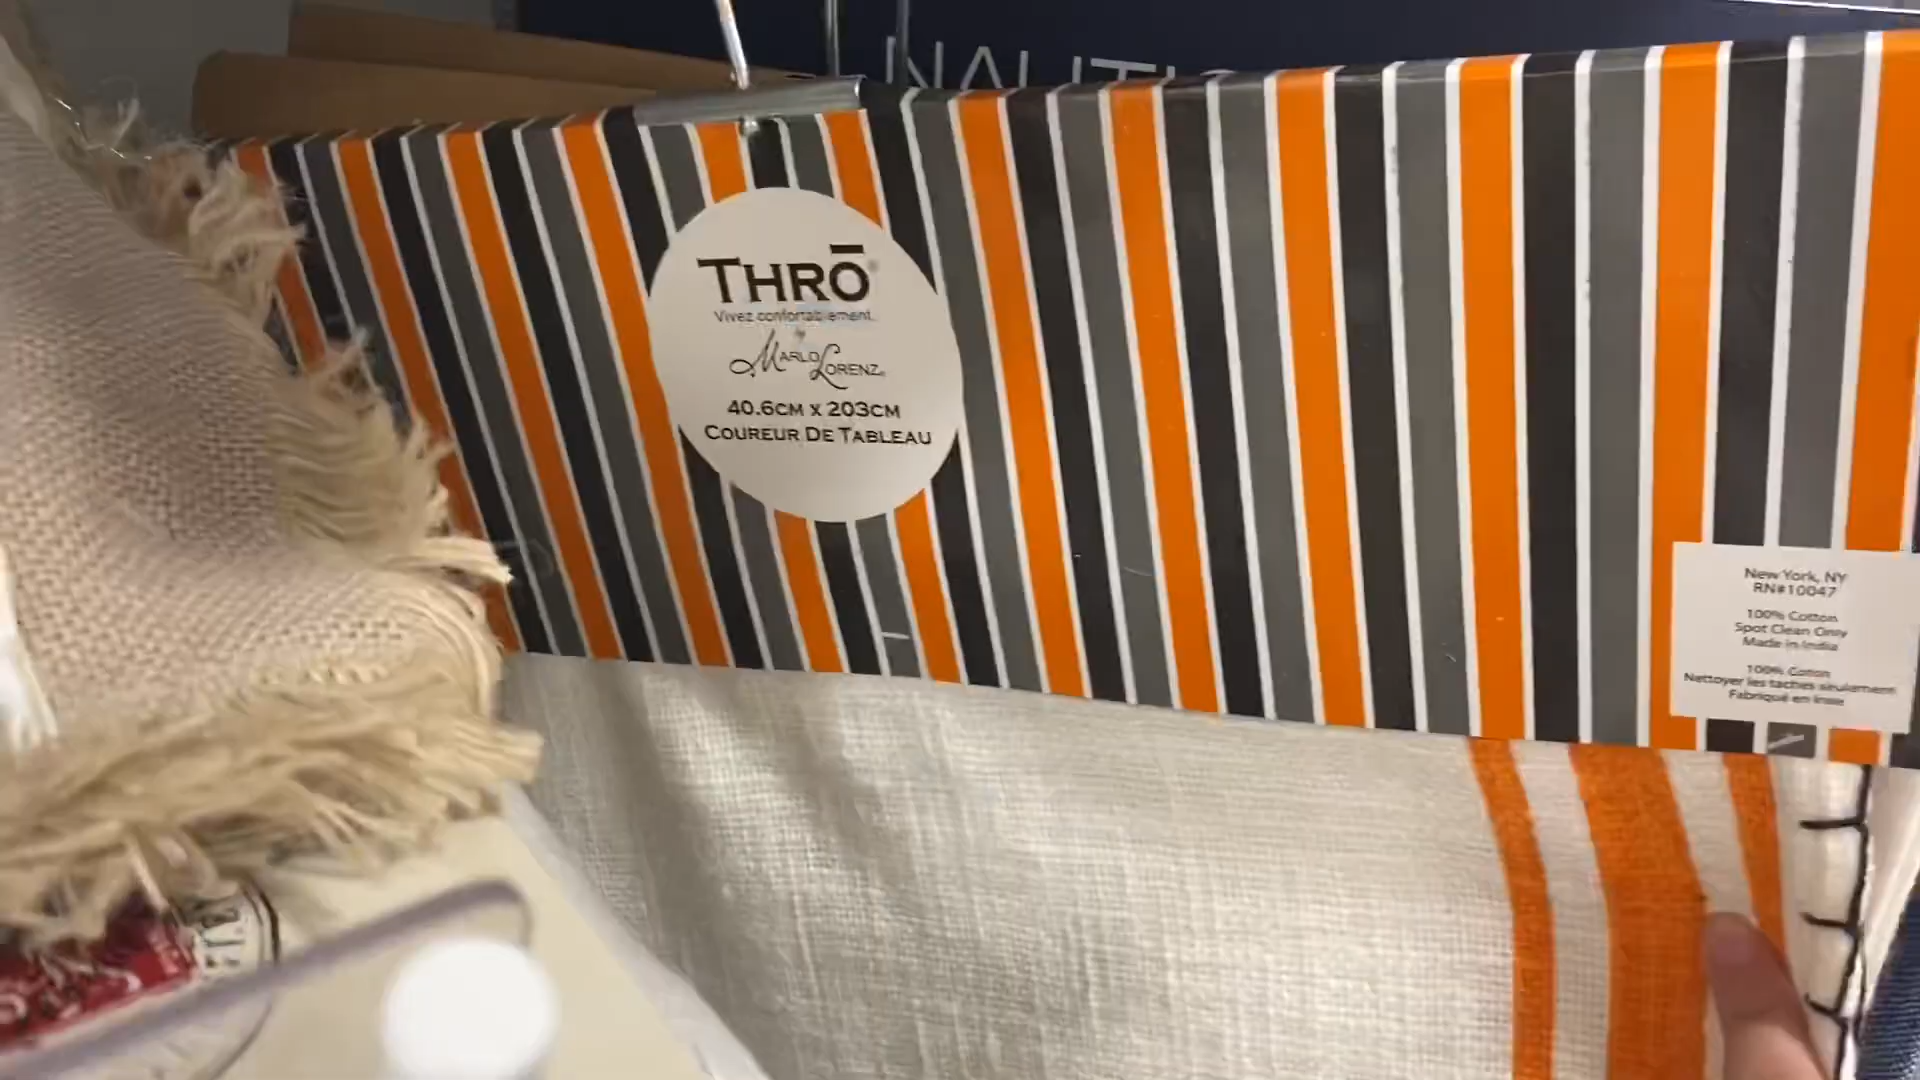 NAUTI
THRŌ®
Vivez confortablement.
by
MARLO LORENZ®
40.6CM X 203CM
COUREUR DE TABLEAU
New York, NY
RN#10047
100% Cotton
Spot Clean Only
Made in India
100% Coton
Nettoyer les taches seulement
Fabriqué en Inde